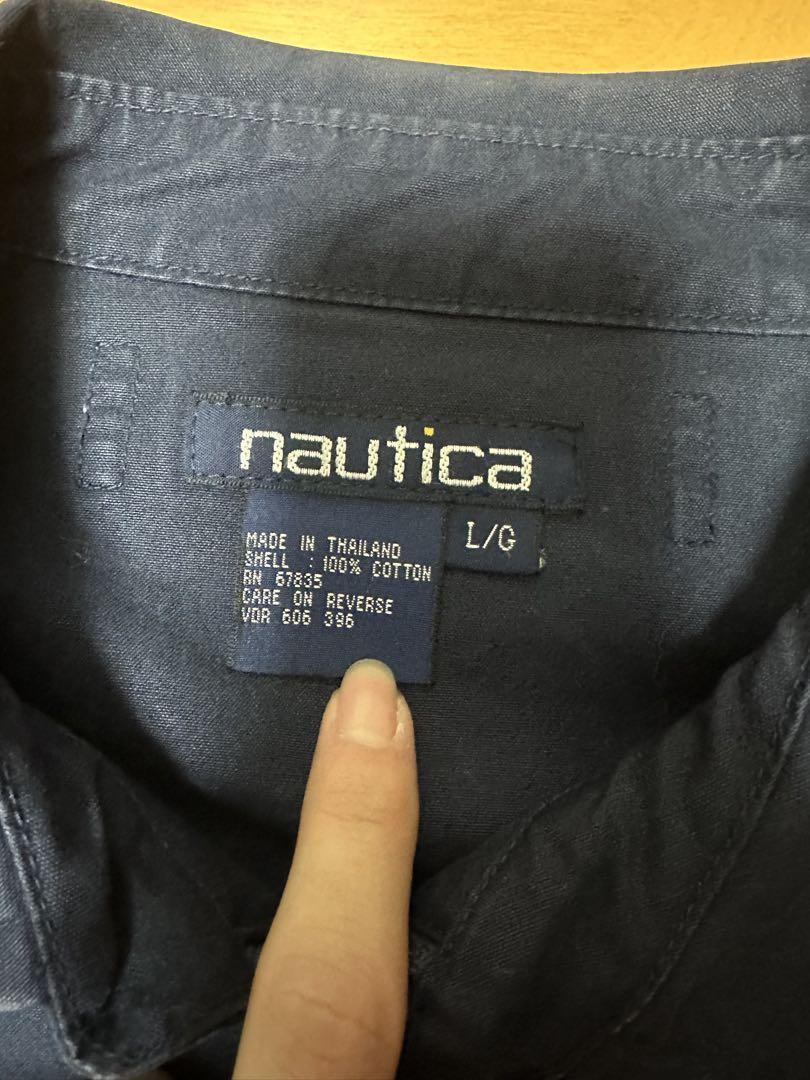 nautica
L/G
MADE IN THAILAND
SHELL : 100% COTTON
RN 67835
CARE ON REVERSE
VDR 606 396